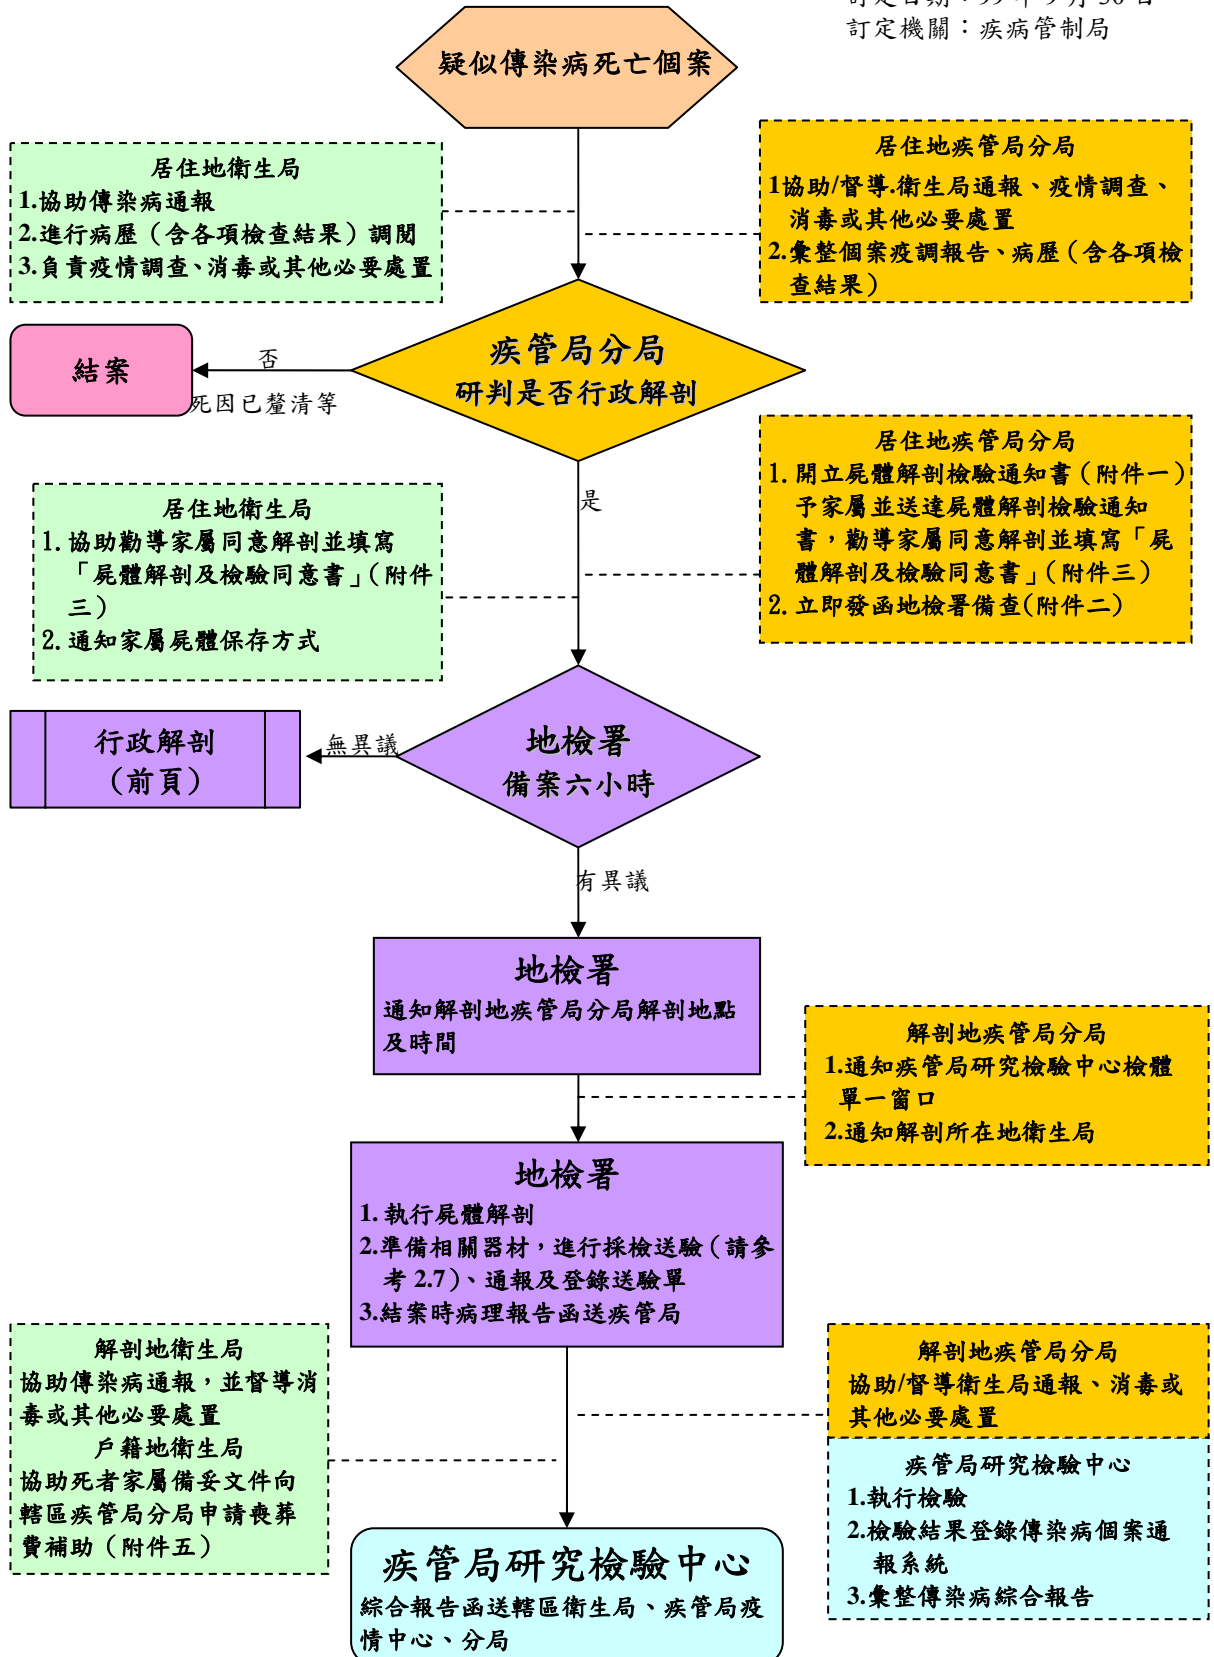 訂定機關：疾病管制局
疑似傳染病死亡個案
居住地衛生局
1.協助傳染病通報
2.進行病歷（含各項檢查結果）調閱
3.負責疫情調查、消毒或其他必要處置
居住地疾管局分局
1協助/督導.衛生局通報、疫情調查、
消毒或其他必要處置
2.彙整個案疫調報告、病歷（含各項檢
查結果）
疾管局分局
研判是否行政解剖
否
死因已釐清等
結案
是
居住地衛生局
1. 協助勸導家屬同意解剖並填寫
「屍體解剖及檢驗同意書」（附件
三）
2. 通知家屬屍體保存方式
居住地疾管局分局
1. 開立屍體解剖檢驗通知書（附件一）
予家屬並送達屍體解剖檢驗通知
書，勸導家屬同意解剖並填寫「屍
體解剖及檢驗同意書」（附件三）
2. 立即發函地檢署備查(附件二）
地檢署
備案六小時
無異議
行政解剖
（前頁）
有異議
地檢署
通知解剖地疾管局分局解剖地點
及時間
解剖地疾管局分局
1.通知疾管局研究檢驗中心檢體
單一窗口
2.通知解剖所在地衛生局
地檢署
1. 執行屍體解剖
2.準備相關器材，進行採檢送驗（請參
考 2.7）、通報及登錄送驗單
3.結案時病理報告函送疾管局
解剖地衛生局
協助傳染病通報，並督導消
毒或其他必要處置
戶籍地衛生局
協助死者家屬備妥文件向
轄區疾管局分局申請喪葬
費補助（附件五）
解剖地疾管局分局
協助/督導衛生局通報、消毒或
其他必要處置
疾管局研究檢驗中心
1.執行檢驗
2.檢驗結果登錄傳染病個案通
報系統
3.彙整傳染病綜合報告
疾管局研究檢驗中心
綜合報告函送轄區衛生局、疾管局疫
情中心、分局